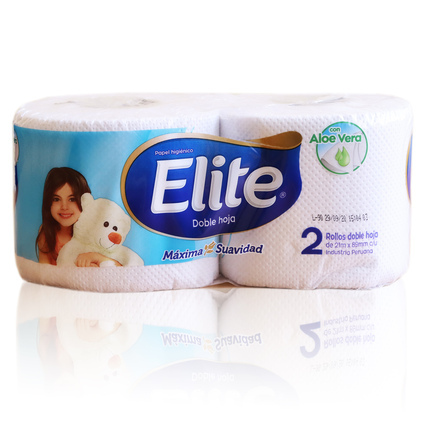 Papel higiénico
Elite®
Doble hoja
Máxima Suavidad
con
Aloe Vera
2
Rollos doble hoja
de 21m x 89mm c/u
Industria Peruana